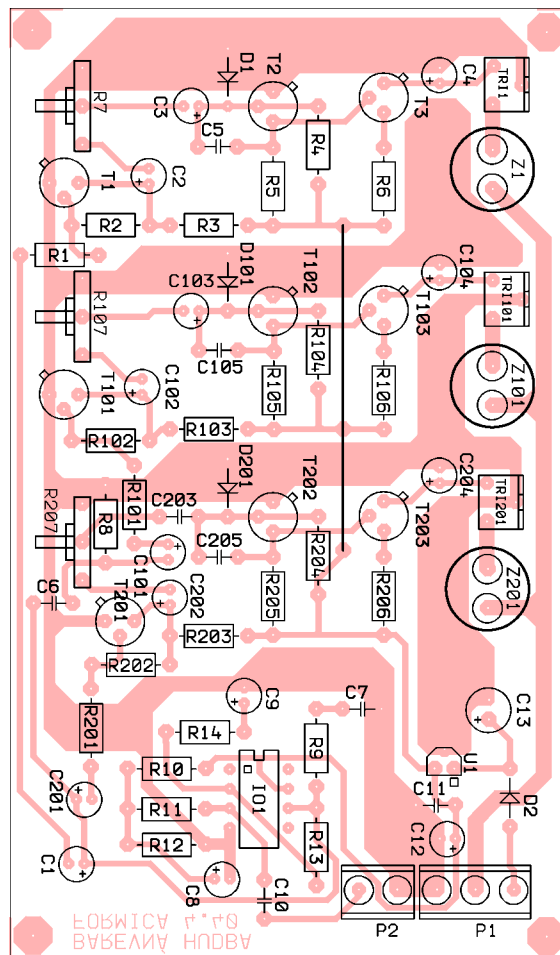 D1
T2
C4
TRI1
R7
C3
C5
T3
R4
Z1
T1
C2
R5
R6
R2
R3
R1
D101
T102
C104
C103
TRI101
R107
T103
R104
C105
Z101
T101
C102
R105
R106
R102
R103
D201
T202
C204
R101
C203
TRI201
R207
R8
T203
C205
R204
C101
Z201
C6
C202
R205
R206
T201
R203
R202
C9
C7
C13
R201
R14
R9
U1
R10
IO1
C201
C11
D2
R11
R12
R13
C12
C1
C8
C10
FORMICA 4.40
P2
P1
BAREVNÁ HUDBA